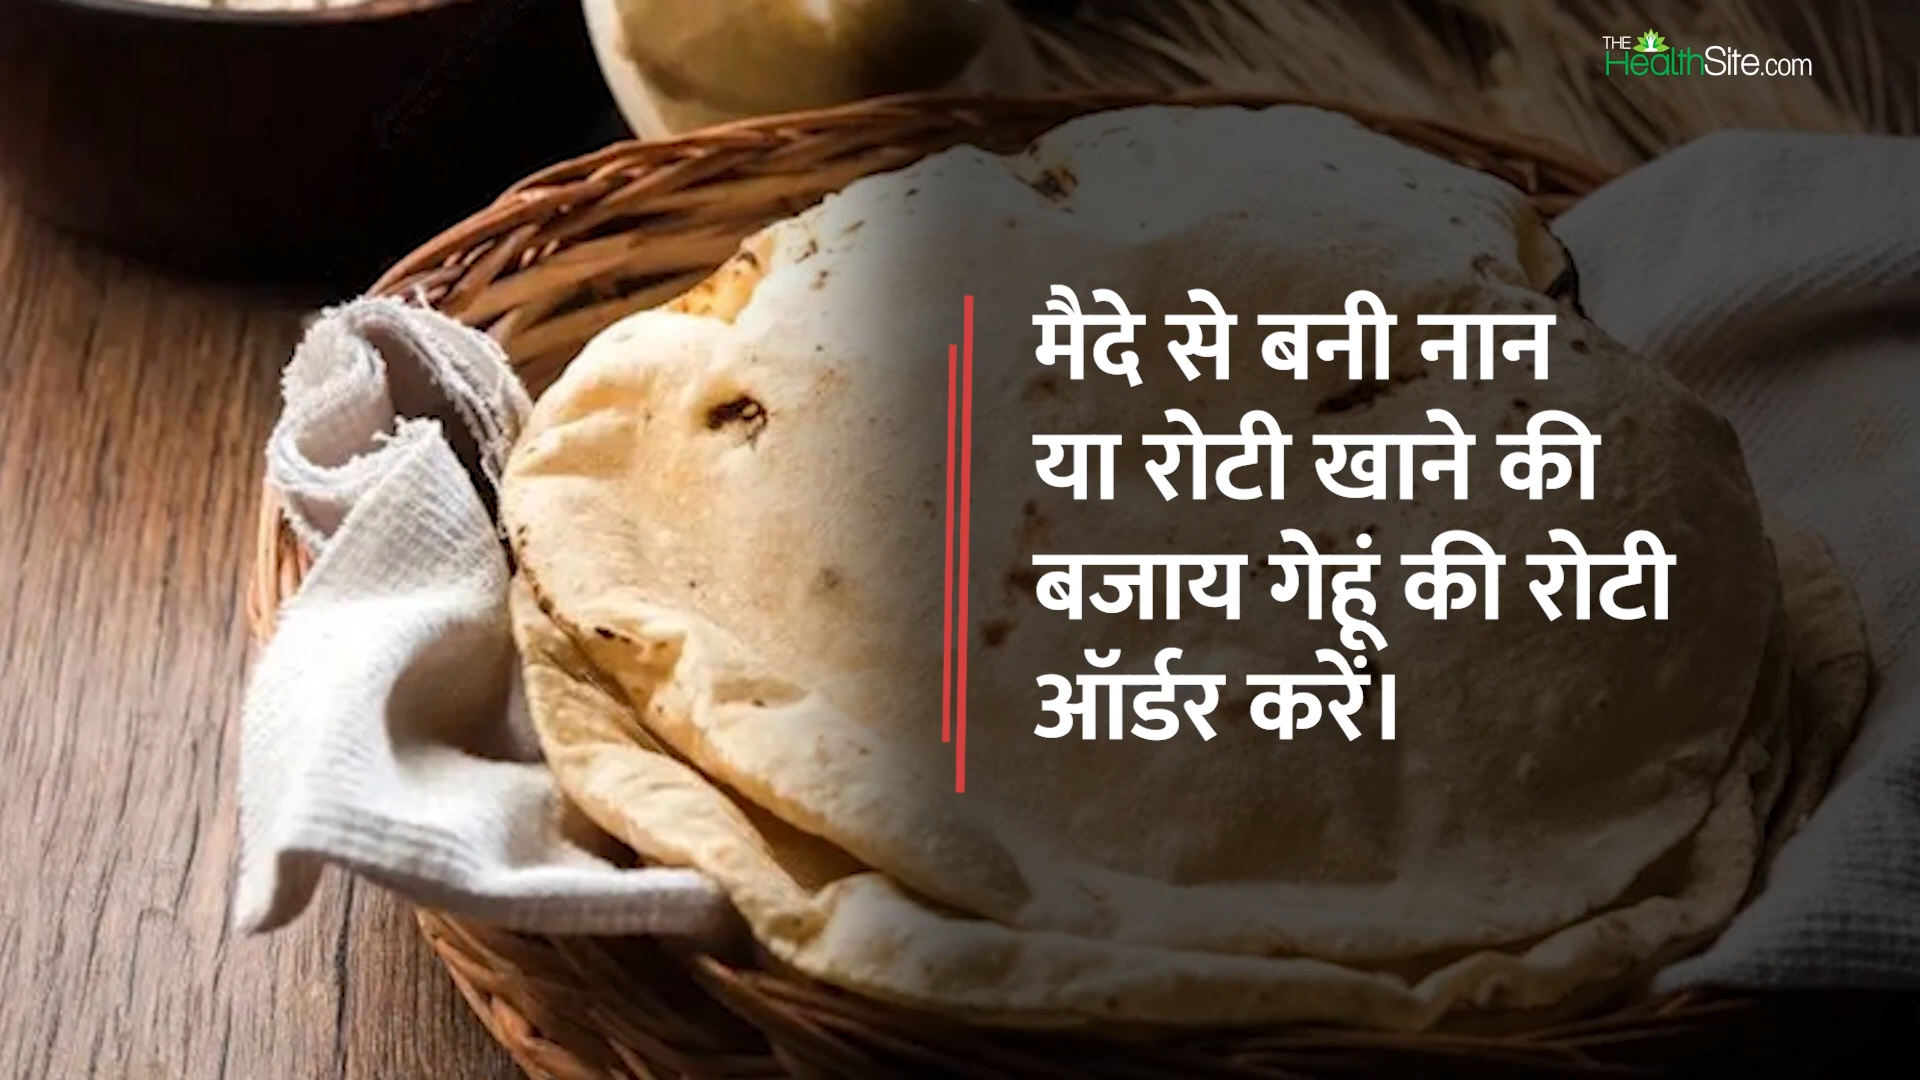 THE
HealthSite.com
मैदे से बनी नान
या रोटी खाने की
बजाय गेहूं की रोटी
ऑर्डर करें।